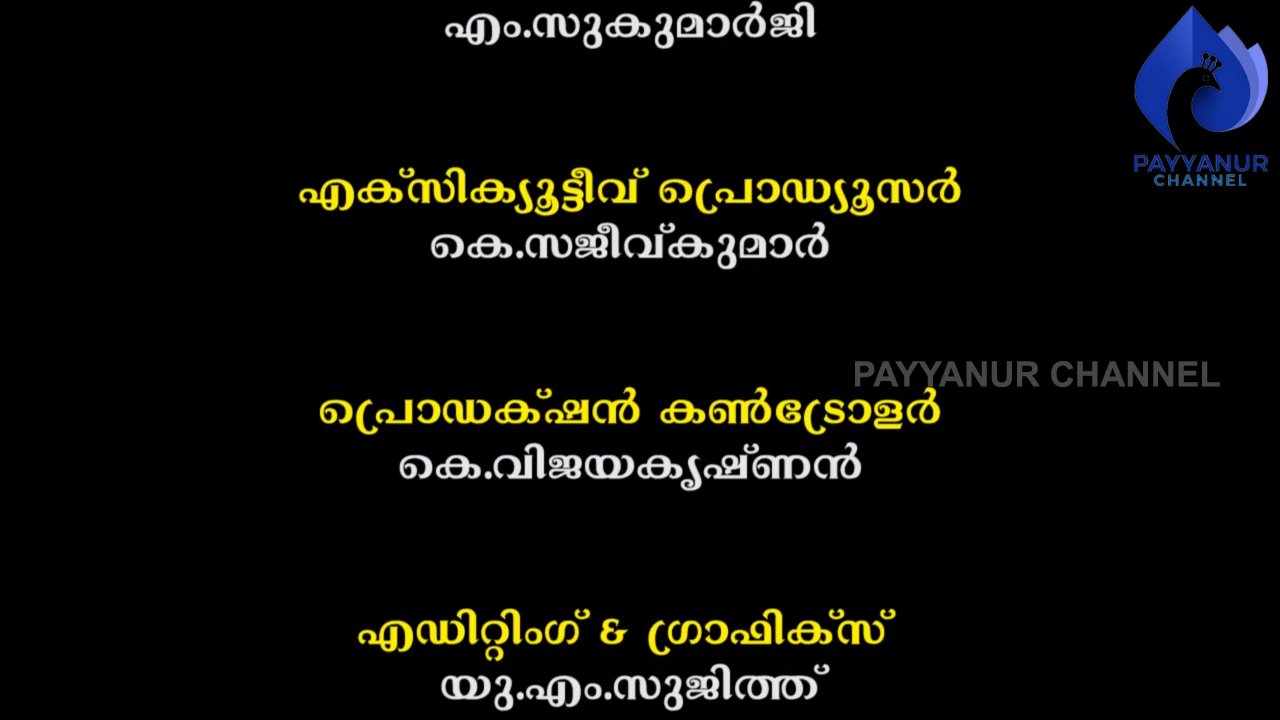 എം.സുകുമാർജി
PAYYANUR
CHANNEL
എക്സിക്യൂട്ടീവ് പ്രൊഡ്യൂസർ
കെ.സജീവ്കുമാർ
PAYYANUR CHANNEL
പ്രൊഡക്ഷൻ കൺട്രോളർ
കെ.വിജയകൃഷ്ണൻ
എഡിറ്റിംഗ് & ഗ്രാഫിക്സ്
യു.എം.സുജിത്ത്